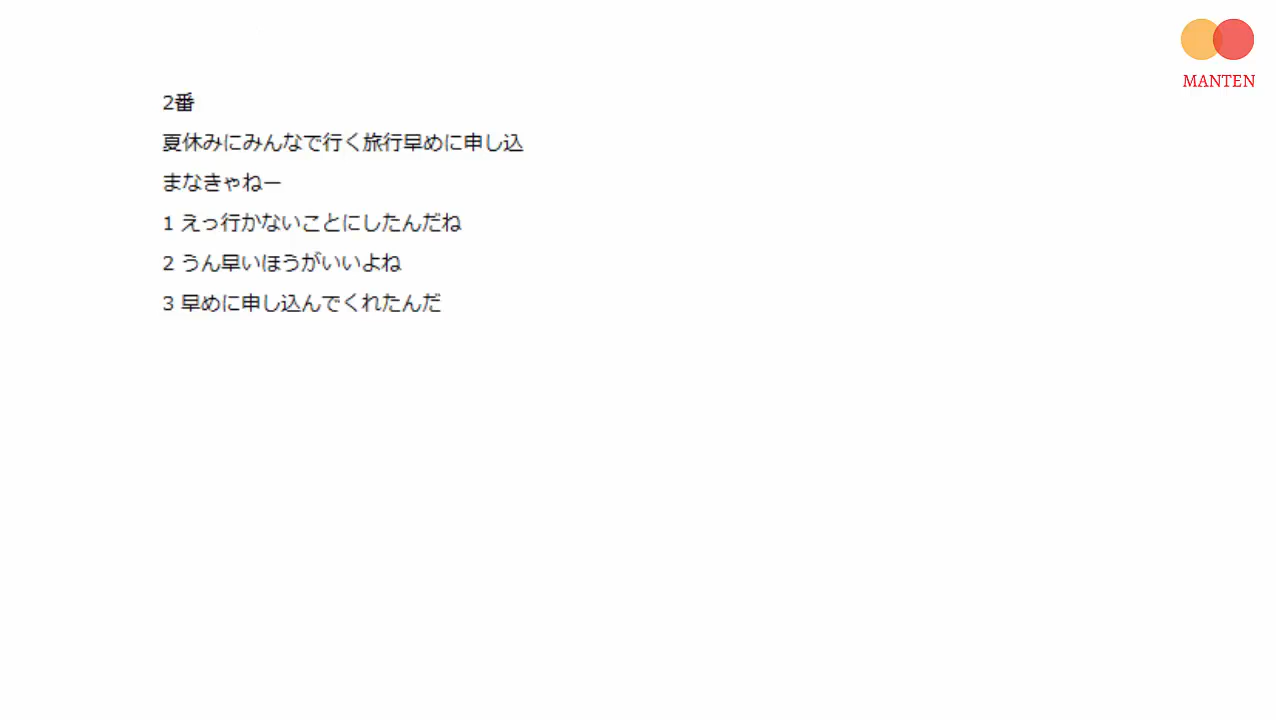 MANTEN
2番
夏休みにみんなで行く旅行早めに申し込
まなきゃねー
1 えっ行かないことにしたんだね
2 うん早いほうがいいよね
3 早めに申し込んでくれたんだ